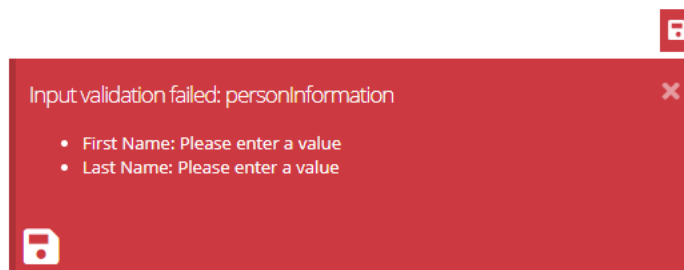 Input validation failed: personInformation
• First Name: Please enter a value
• Last Name: Please enter a value